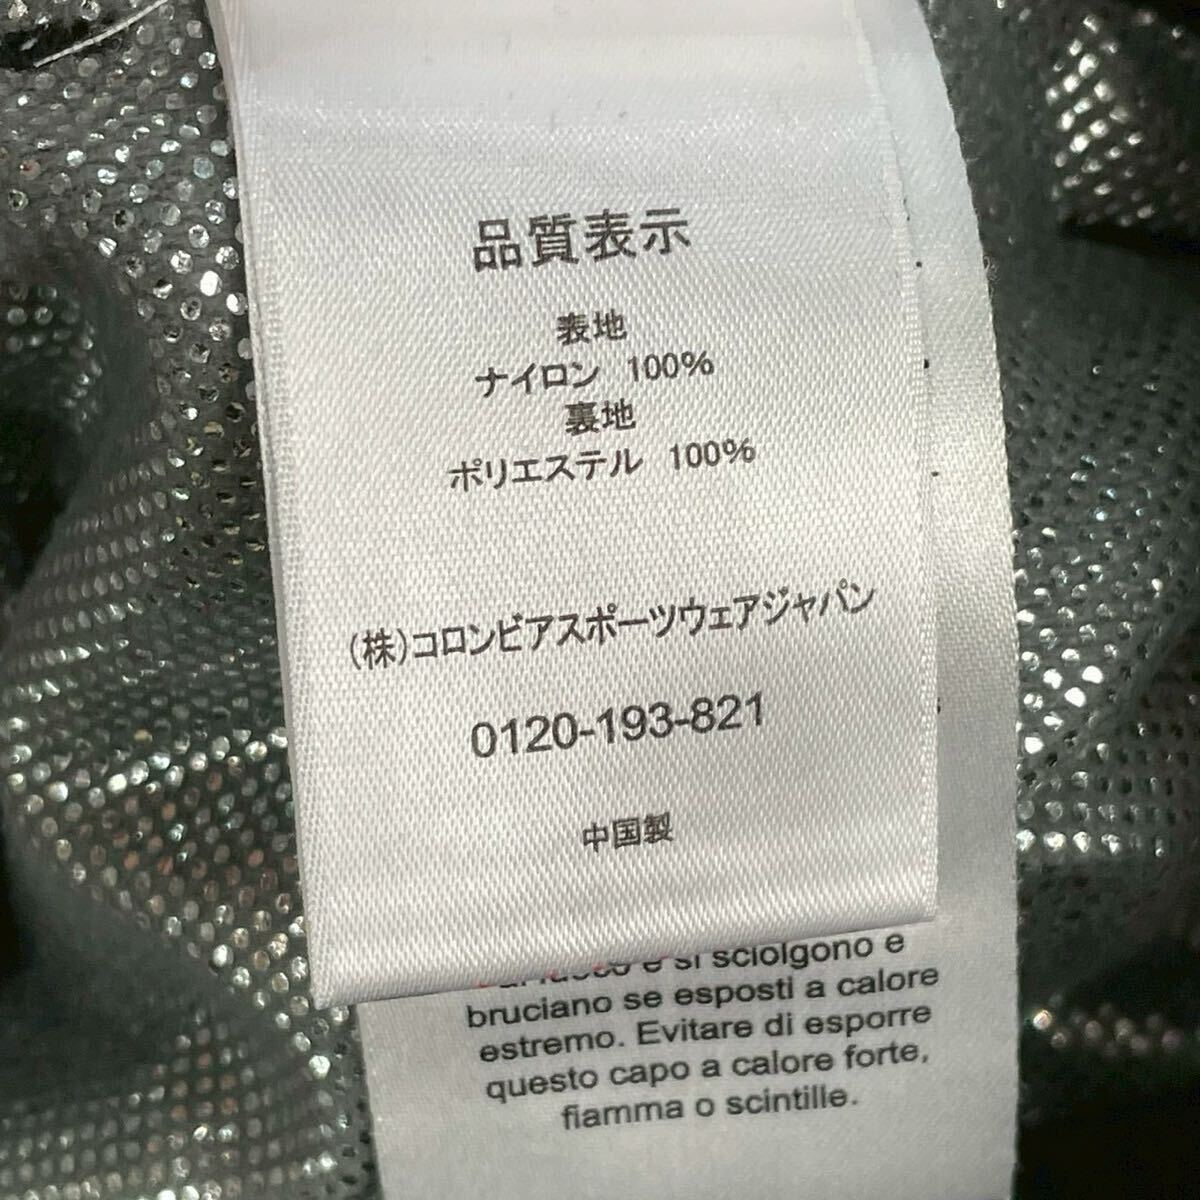 品質表示
表地
ナイロン 100%
裏地
ポリエステル 100%
(株)コロンビアスポーツウェアジャパン
0120-193-821
中国製
e si sciolgono e
bruciano se esposti a calore
estremo. Evitare di esporre
questo capo a calore forte,
fiamma o scintille.